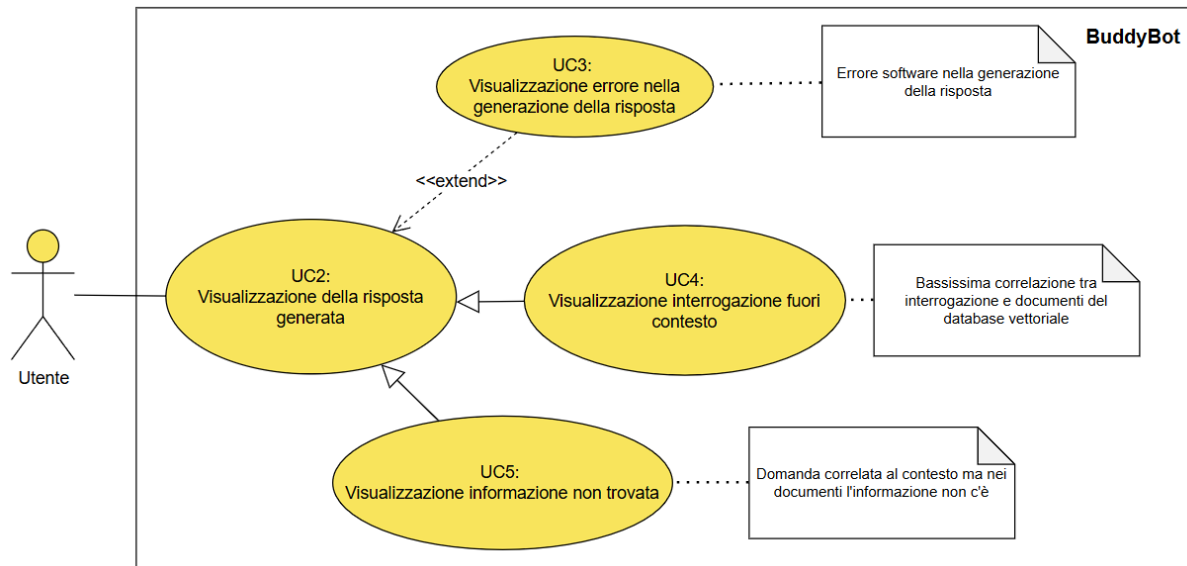 BuddyBot
UC3:
Visualizzazione errore nella
generazione della risposta
Errore software nella generazione
della risposta
<<extend>>
UC2:
Visualizzazione della risposta
generata
UC4:
Visualizzazione interrogazione fuori
contesto
Bassissima correlazione tra
interrogazione e documenti del
database vettoriale
Utente
UC5:
Visualizzazione informazione non trovata
Domanda correlata al contesto ma nei
documenti l'informazione non c'è